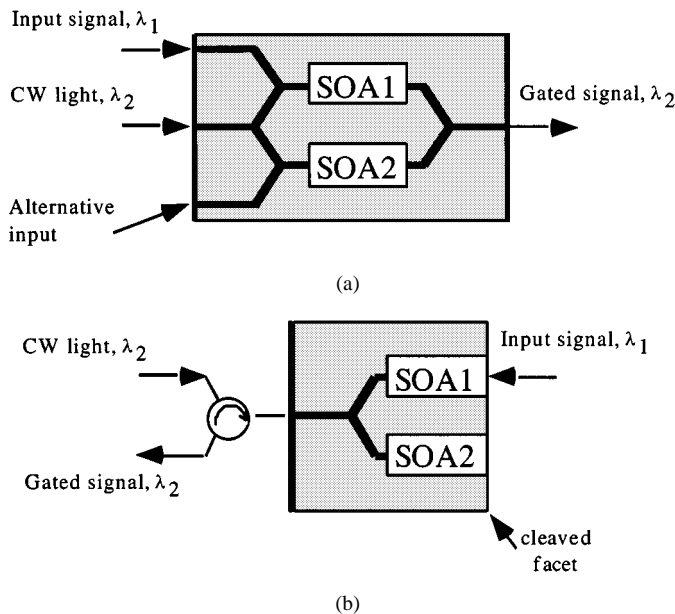 Input signal, λ1
CW light, λ2
Alternative
input
SOA1
SOA2
Gated signal, λ2
(a)
CW light, λ2
Gated signal, λ2
SOA1
SOA2
Input signal, λ1
cleaved
facet
(b)